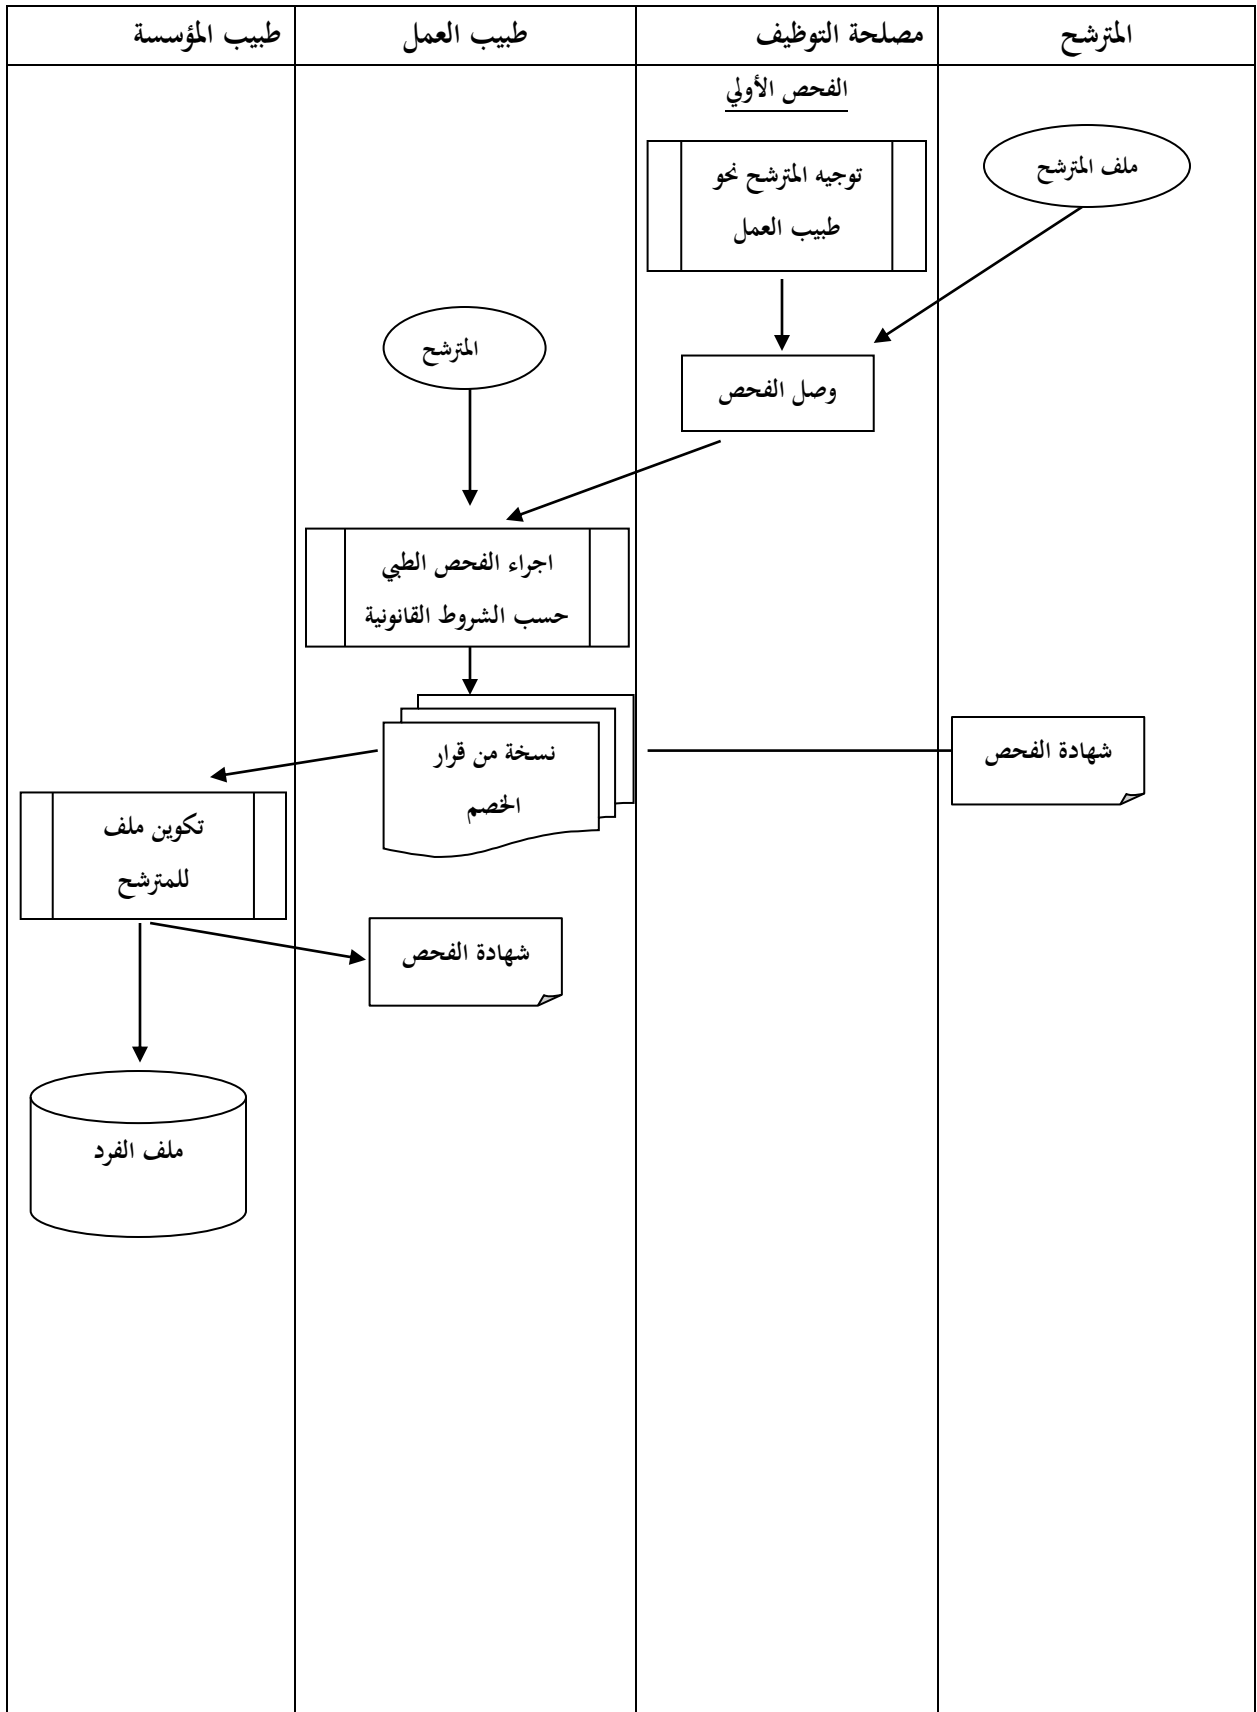 المترشح
مصلحة التوظيف
طبيب العمل
طبيب المؤسسة
الفحص الأولي
ملف المترشح
توجيه المترشح نحو
طبيب العمل
المترشح
وصل الفحص
اجراء الفحص الطبي
حسب الشروط القانونية
شهادة الفحص
نسخة من قرار
الخصم
تكوين ملف
للمترشح
شهادة الفحص
ملف الفرد